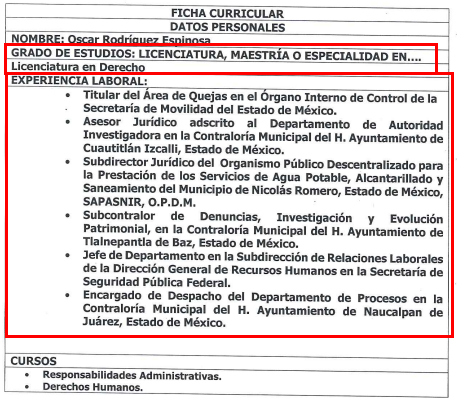 FICHA CURRICULAR
DATOS PERSONALES
NOMBRE: Oscar Rodríguez Espinosa
GRADO DE ESTUDIOS: LICENCIATURA, MAESTRÍA O ESPECIALIDAD EN....
Licenciatura en Derecho
EXPERIENCIA LABORAL:
• Titular del Área de Quejas en el Órgano Interno de Control de la
Secretaría de Movilidad del Estado de México.
• Asesor Jurídico adscrito al Departamento de Autoridad
Investigadora en la Contraloría Municipal del H. Ayuntamiento de
Cuautitlán Izcalli, Estado de México.
• Subdirector Jurídico del Organismo Público Descentralizado para
la Prestación de los Servicios de Agua Potable, Alcantarillado y
Saneamiento del Municipio de Nicolás Romero, Estado de México,
SAPASNIR, O.P.D.M.
• Subcontralor de Denuncias, Investigación y Evolución
Patrimonial, en la Contraloría Municipal del H. Ayuntamiento de
Tlalnepantla de Baz, Estado de México.
• Jefe de Departamento en la Subdirección de Relaciones Laborales
de la Dirección General de Recursos Humanos en la Secretaría de
Seguridad Pública Federal.
• Encargado de Despacho del Departamento de Procesos en la
Contraloría Municipal del H. Ayuntamiento de Naucalpan de
Juárez, Estado de México.
CURSOS
• Responsabilidades Administrativas.
• Derechos Humanos.